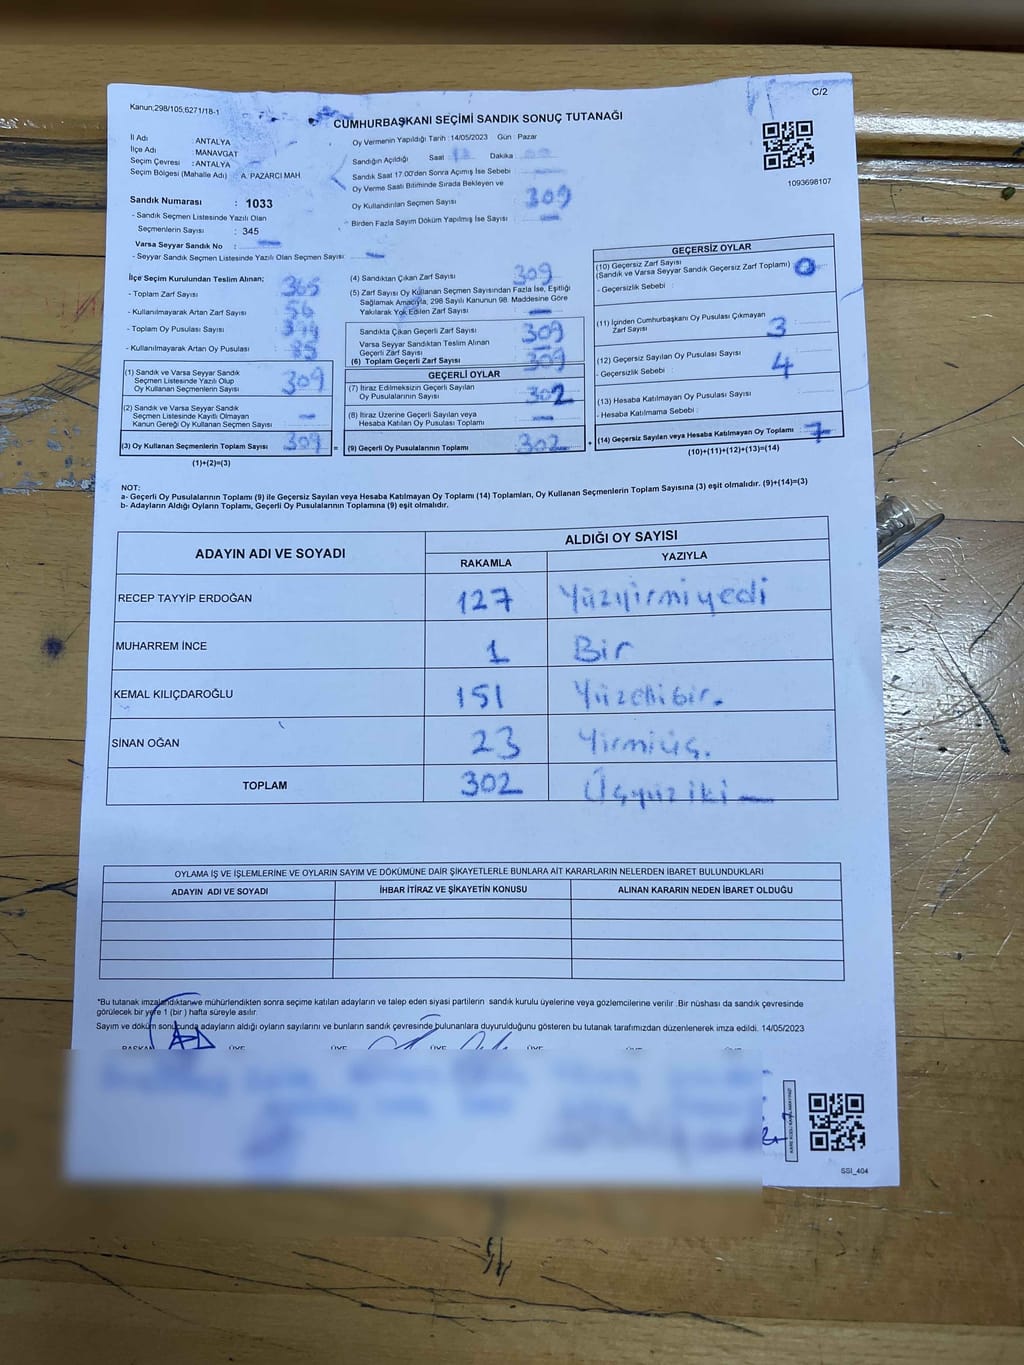 Kanun;298/105;6271/18-1
C/2
CUMHURBAŞKANI SEÇİMİ SANDIK SONUÇ TUTANAĞI
İl Adı : ANTALYA
İlçe Adı : MANAVGAT
Seçim Çevresi : ANTALYA
Seçim Bölgesi (Mahalle Adı) : A. PAZARCI MAH
Oy Vermenin Yapıldığı Tarih : 14/05/2023 Gün : Pazar
Sandığın Açıldığı Saat Dakika
Sandık Saat 17.00'den Sonra Açımış İse Sebebi
Oy Verme Saati Bitiminde Sırada Bekleyen ve
Oy Kullandırılan Seçmen Sayısı 309
Birden Fazla Sayım Döküm Yapılmış İse Sayısı —
1093698107
Sandık Numarası : 1033
- Sandık Seçmen Listesinde Yazılı Olan
Seçmenlerin Sayısı : 345
Varsa Seyyar Sandık No : —
- Seyyar Sandık Seçmen Listesinde Yazılı Olan Seçmen Sayısı: —
İlçe Seçim Kurulundan Teslim Alınan;
- Toplam Zarf Sayısı 365
- Kullanılmayarak Artan Zarf Sayısı 56
- Toplam Oy Pusulası Sayısı
- Kullanılmayarak Artan Oy Pusulası 85
(1) Sandık ve Varsa Seyyar Sandık
Seçmen Listesinde Yazılı Olup
Oy Kullanan Seçmenlerin Sayısı 309
(2) Sandık ve Varsa Seyyar Sandık
Seçmen Listesinde Kayıtlı Olmayan
Kanun Gereği Oy Kullanan Seçmen Sayısı —
(3) Oy Kullanan Seçmenlerin Toplam Sayısı 309 =
(1)+(2)=(3)
(4) Sandıktan Çıkan Zarf Sayısı 309
(5) Zarf Sayısı Oy Kullanan Seçmen Sayısından Fazla İse, Eşitliği
Sağlamak Amacıyla, 298 Sayılı Kanunun 98. Maddesine Göre
Yakılarak Yok Edilen Zarf Sayısı —
Sandıkta Çıkan Geçerli Zarf Sayısı 309
Varsa Seyyar Sandıktan Teslim Alınan
Geçerli Zarf Sayısı
(6) Toplam Geçerli Zarf Sayısı 309
GEÇERLİ OYLAR
(7) İtiraz Edilmeksizin Geçerli Sayılan
Oy Pusulasının Sayısı 302
(8) İtiraz Üzerine Geçerli Sayılan veya
Hesaba Katılan Oy Pusulası Toplamı —
(9) Geçerli Oy Pusulalarının Toplamı 302 +
GEÇERSİZ OYLAR
(10) Geçersiz Zarf Sayısı
(Sandık ve Varsa Seyyar Sandık Geçersiz Zarf Toplamı) 0
- Geçersizlik Sebebi :
(11) İçinden Cumhurbaşkanı Oy Pusulası Çıkmayan
Zarf Sayısı 3
(12) Geçersiz Sayılan Oy Pusulası Sayısı 4
- Geçersizlik Sebebi :
(13) Hesaba Katılmayan Oy Pusulası Sayısı
- Hesaba Katılmama Sebebi :
(14) Geçersiz Sayılan veya Hesaba Katılmayan Oy Toplamı 7
(10)+(11)+(12)+(13)=(14)
NOT:
a- Geçerli Oy Pusulalarının Toplamı (9) ile Geçersiz Sayılan veya Hesaba Katılmayan Oy Toplamı (14) Toplamları, Oy Kullanan Seçmenlerin Toplam Sayısına (3) eşit olmalıdır. (9)+(14)=(3)
b- Adayların Aldığı Oyların Toplamı, Geçerli Oy Pusulalarının Toplamına (9) eşit olmalıdır.
ADAYIN ADI VE SOYADI
ALDIĞI OY SAYISI
RAKAMLA YAZIYLA
RECEP TAYYİP ERDOĞAN 127 Yüzyirmiyedi
MUHARREM İNCE 1 Bir
KEMAL KILIÇDAROĞLU 151 Yüzellibir.
SİNAN OĞAN 23 Yirmiüç.
TOPLAM 302 Üçyüziki —
OYLAMA İŞ VE İŞLEMLERİNE VE OYLARIN SAYIM VE DÖKÜMÜNE DAİR ŞİKAYETLERLE BUNLARA AİT KARARLARIN NELERDEN İBARET BULUNDUKLARI
ADAYIN ADI VE SOYADI İHBAR İTİRAZ VE ŞİKAYETİN KONUSU ALINAN KARARIN NEDEN İBARET OLDUĞU
*Bu tutanak imzalandıktan ve mühürlendikten sonra seçime katılan adayların ve talep eden siyasi partilerin sandık kurulu üyelerine veya gözlemcilerine verilir .Bir nüshası da sandık çevresinde
görülecek bir yere 1 (bir ) hafta süreyle asılır.
Sayım ve döküm sonucunda adayların aldığı oyların sayılarını ve bunların sandık çevresinde bulunanlara duyurulduğunu gösteren bu tutanak tarafımızdan düzenlenerek imza edildi. 14/05/2023
BAŞKAN ÜYE ÜYE ÜYE ÜYE ÜYE ÜYE
SSI_404